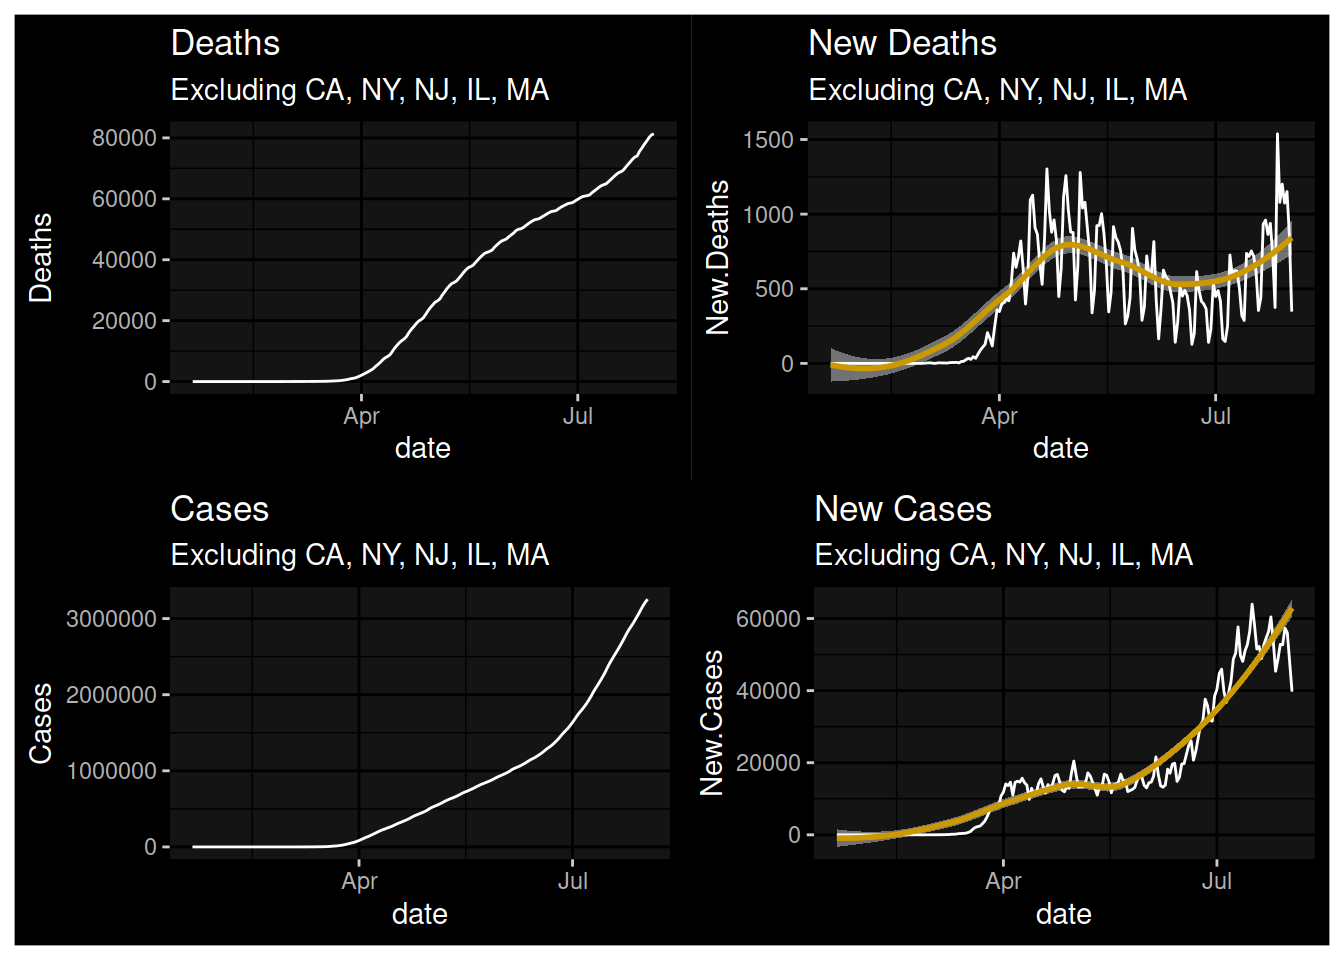 Deaths
Excluding CA, NY, NJ, IL, MA
80000
60000
40000
20000
0
Deaths
Apr
Jul
date
New Deaths
Excluding CA, NY, NJ, IL, MA
1500
1000
500
0
New.Deaths
Apr
Jul
date
Cases
Excluding CA, NY, NJ, IL, MA
3000000
2000000
1000000
0
Cases
Apr
Jul
date
New Cases
Excluding CA, NY, NJ, IL, MA
60000
40000
20000
0
New.Cases
Apr
Jul
date